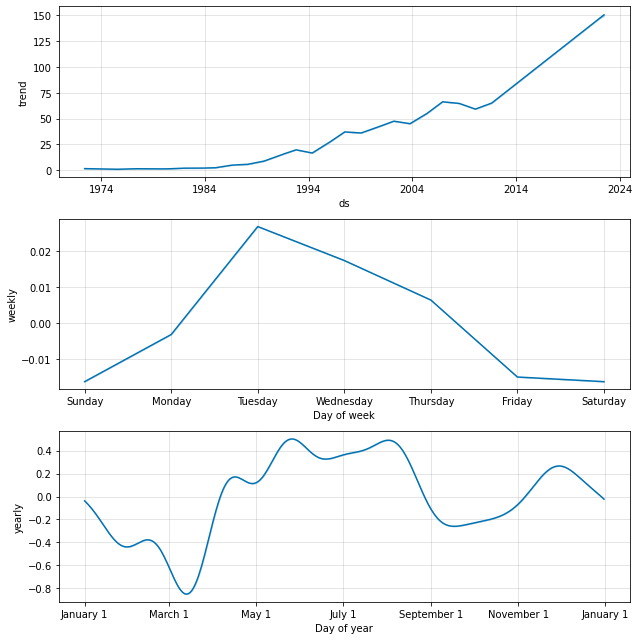 150
125
100
75
50
25
0
trend
1974 1984 1994 2004 2014 2024
ds
0.02
0.01
0.00
−0.01
weekly
Sunday Monday Tuesday Wednesday Thursday Friday Saturday
Day of week
0.4
0.2
0.0
−0.2
−0.4
−0.6
−0.8
yearly
January 1 March 1 May 1 July 1 September 1 November 1 January 1
Day of year